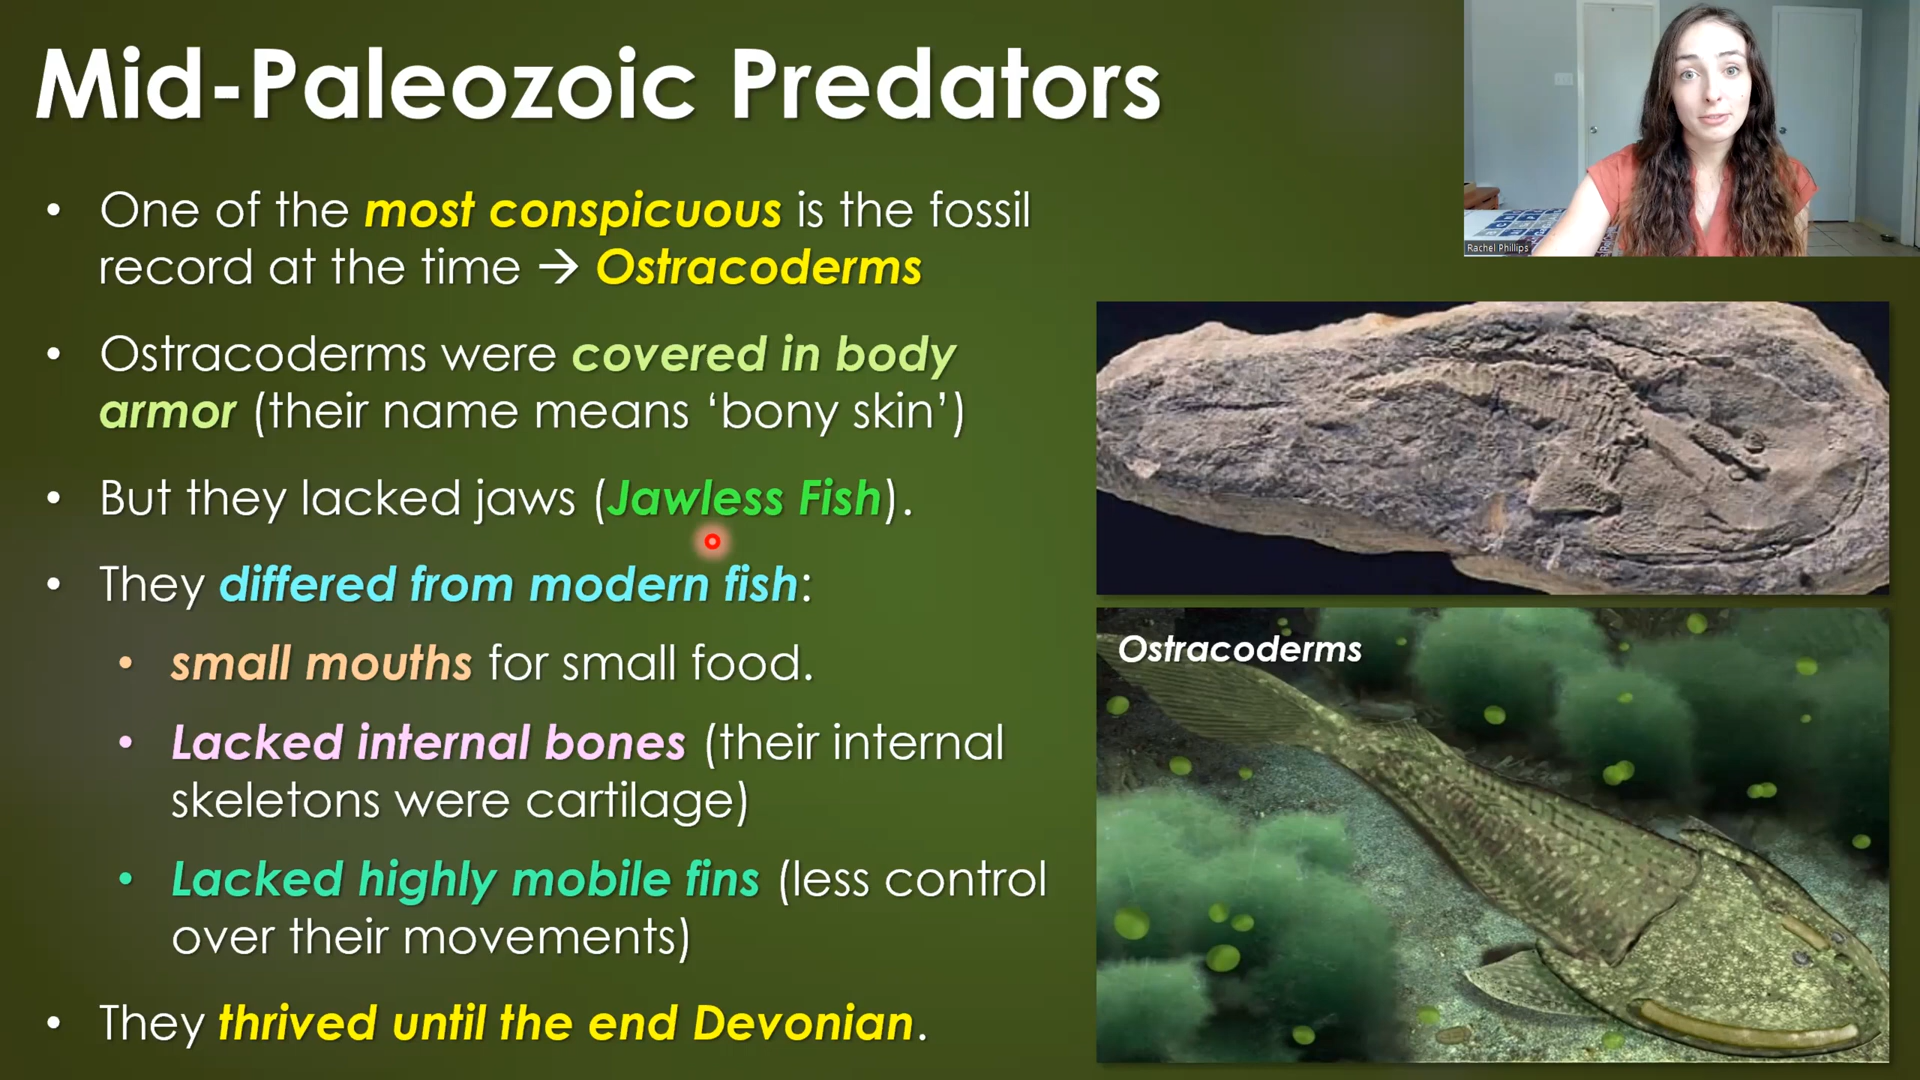 Mid-Paleozoic Predators
Rachel Phillips
• One of the most conspicuous is the fossil
record at the time → Ostracoderms
• Ostracoderms were covered in body
armor (their name means ‘bony skin’)
• But they lacked jaws (Jawless Fish).
• They differed from modern fish:
• small mouths for small food.
• Lacked internal bones (their internal
skeletons were cartilage)
• Lacked highly mobile fins (less control
over their movements)
• They thrived until the end Devonian.
Ostracoderms